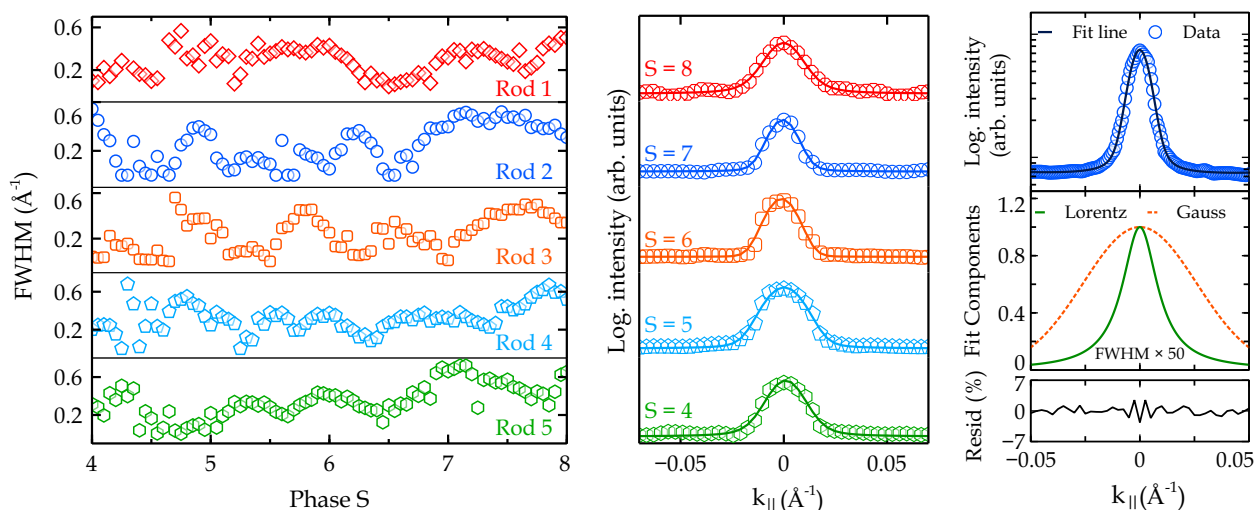 FWHM (Å⁻¹)
0.6
0.2
Rod 1
0.6
0.2
Rod 2
0.6
0.2
Rod 3
0.6
0.2
Rod 4
0.6
0.2
Rod 5
4 5 6 7 8
Phase S
Log. intensity (arb. units)
S = 8
S = 7
S = 6
S = 5
S = 4
−0.05 0 0.05
k|| (Å⁻¹)
Log. intensity
(arb. units)
Fit line Data
Fit Components
1.2
0.8
0.4
0
Lorentz Gauss
FWHM × 50
Resid (%)
7
0
−7
−0.05 0 0.05
k|| (Å⁻¹)